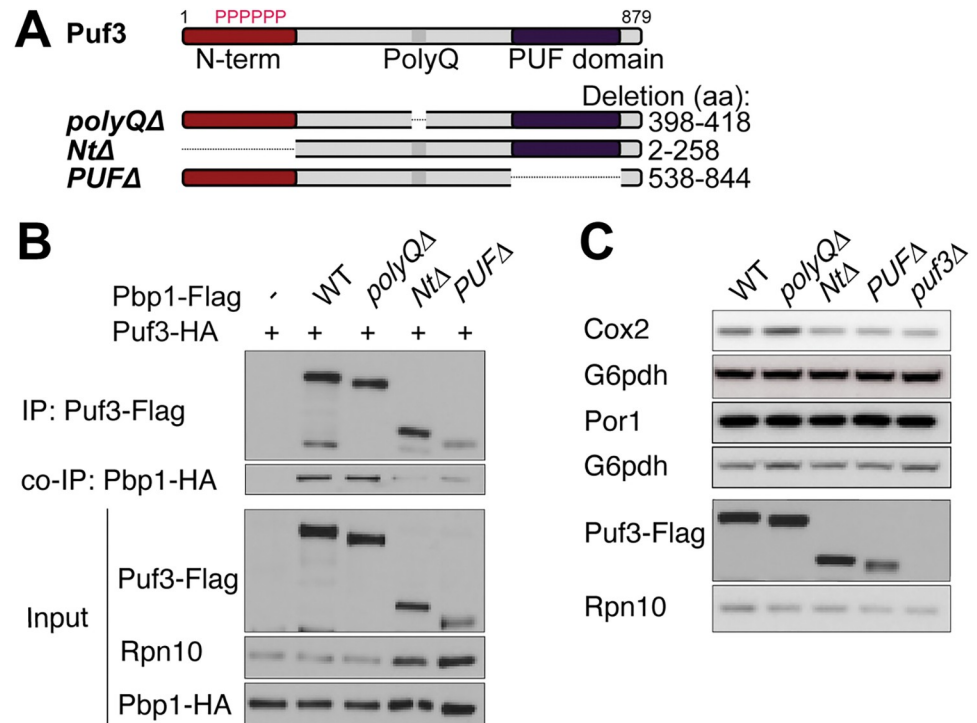 A
Puf3
1
PPPPPP
879
N-term
PolyQ
PUF domain
Deletion (aa):
polyQΔ
398-418
NtΔ
2-258
PUFΔ
538-844
B
Pbp1-Flag
-
WT
polyQΔ
NtΔ
PUFΔ
Puf3-HA
+ + + + +
IP: Puf3-Flag
co-IP: Pbp1-HA
Input
Puf3-Flag
Rpn10
Pbp1-HA
C
WT
polyQΔ
NtΔ
PUFΔ
puf3Δ
Cox2
G6pdh
Por1
G6pdh
Puf3-Flag
Rpn10